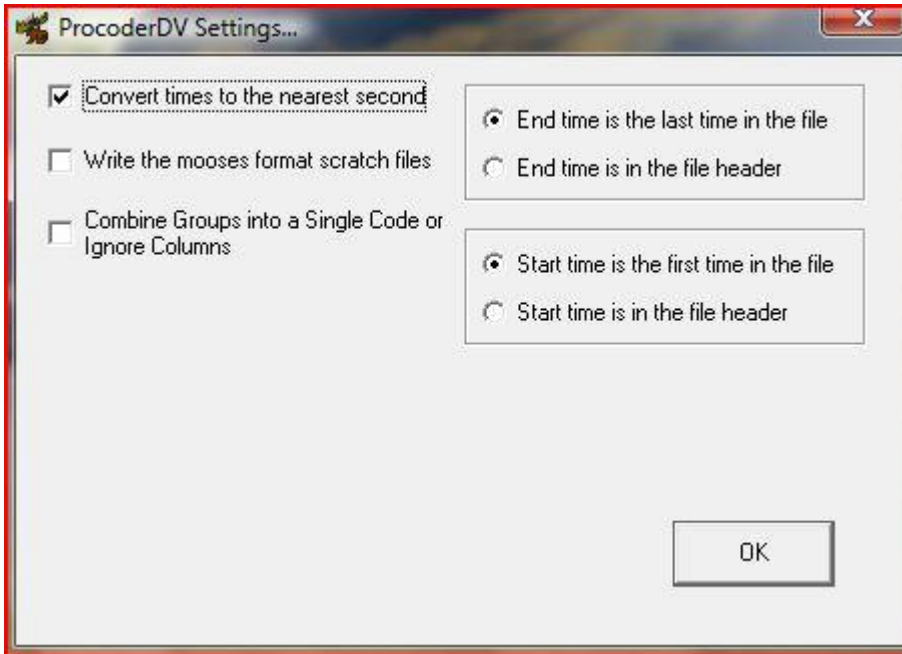 ProcoderDV Settings...
Convert times to the nearest second
Write the mooses format scratch files
Combine Groups into a Single Code or
Ignore Columns
End time is the last time in the file
End time is in the file header
Start time is the first time in the file
Start time is in the file header
OK